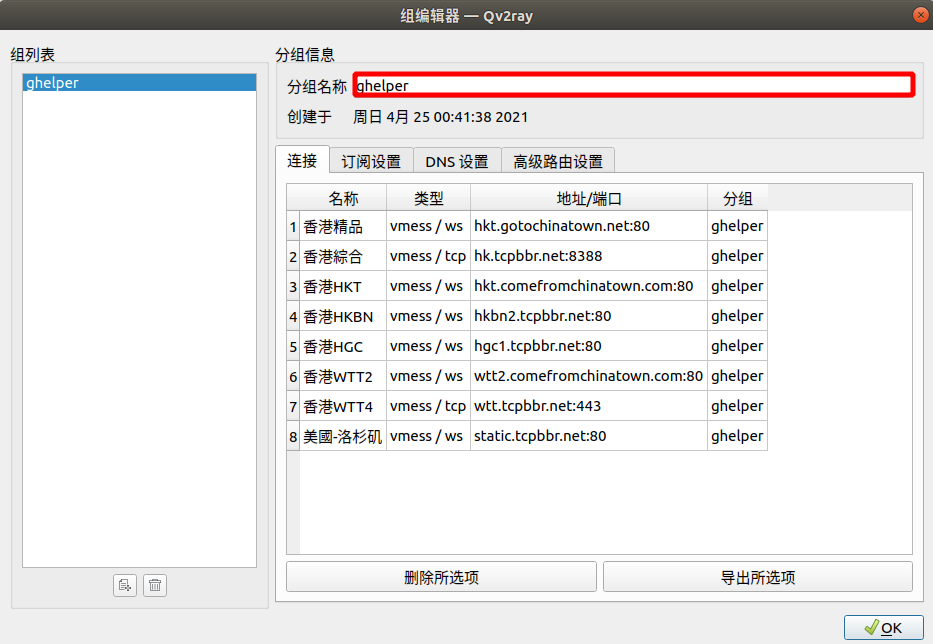 组编辑器 — Qv2ray
组列表
ghelper
分组信息
分组名称 ghelper
创建于 周日 4月 25 00:41:38 2021
连接 订阅设置 DNS 设置 高级路由设置
名称 类型 地址/端口 分组
1 香港精品 vmess / ws hkt.gotochinatown.net:80 ghelper
2 香港綜合 vmess / tcp hk.tcpbbr.net:8388 ghelper
3 香港HKT vmess / ws hkt.comefromchinatown.com:80 ghelper
4 香港HKBN vmess / ws hkbn2.tcpbbr.net:80 ghelper
5 香港HGC vmess / ws hgc1.tcpbbr.net:80 ghelper
6 香港WTT2 vmess / ws wtt2.comefromchinatown.com:80 ghelper
7 香港WTT4 vmess / tcp wtt.tcpbbr.net:443 ghelper
8 美國-洛杉矶 vmess / ws static.tcpbbr.net:80 ghelper
删除所选项 导出所选项
OK